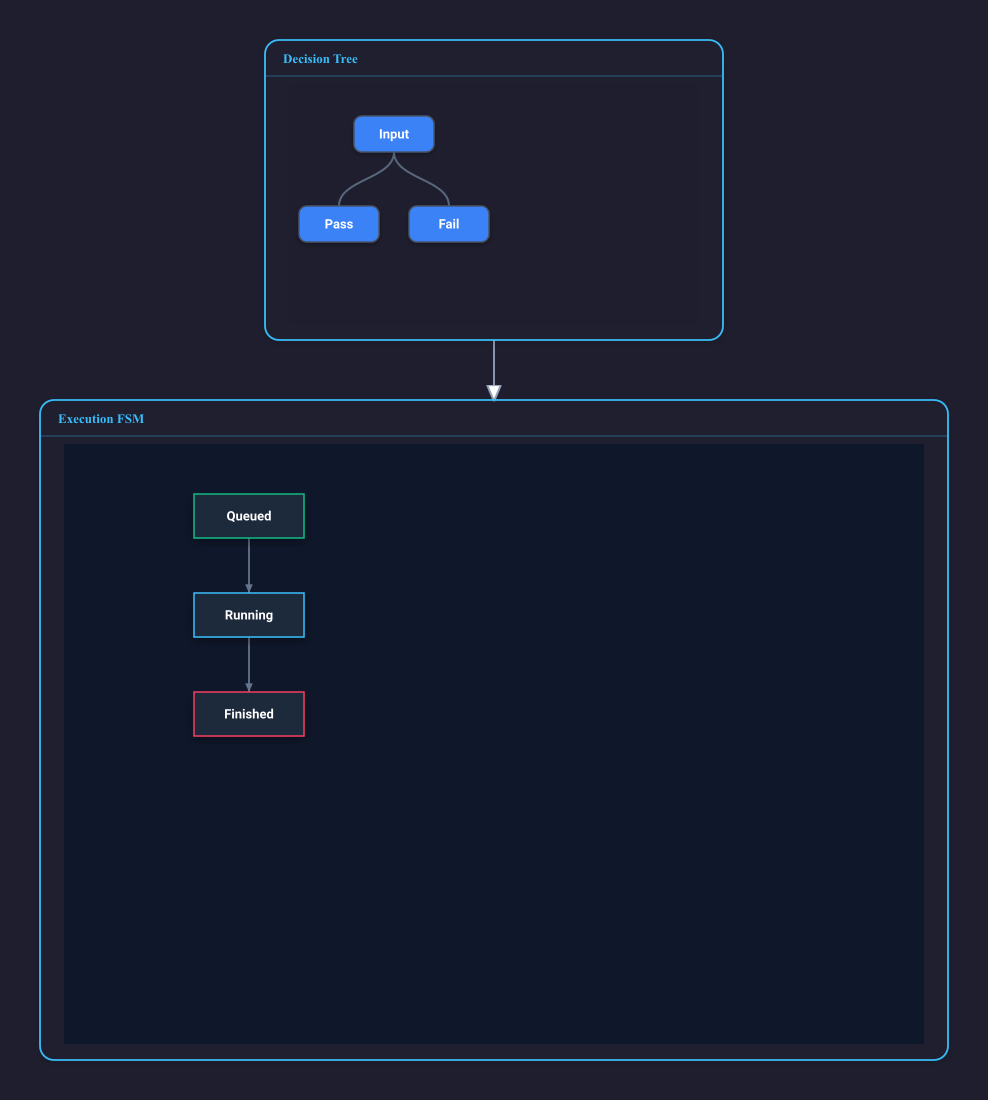 Decision Tree
Input
Pass
Fail
Execution FSM
Queued
Running
Finished